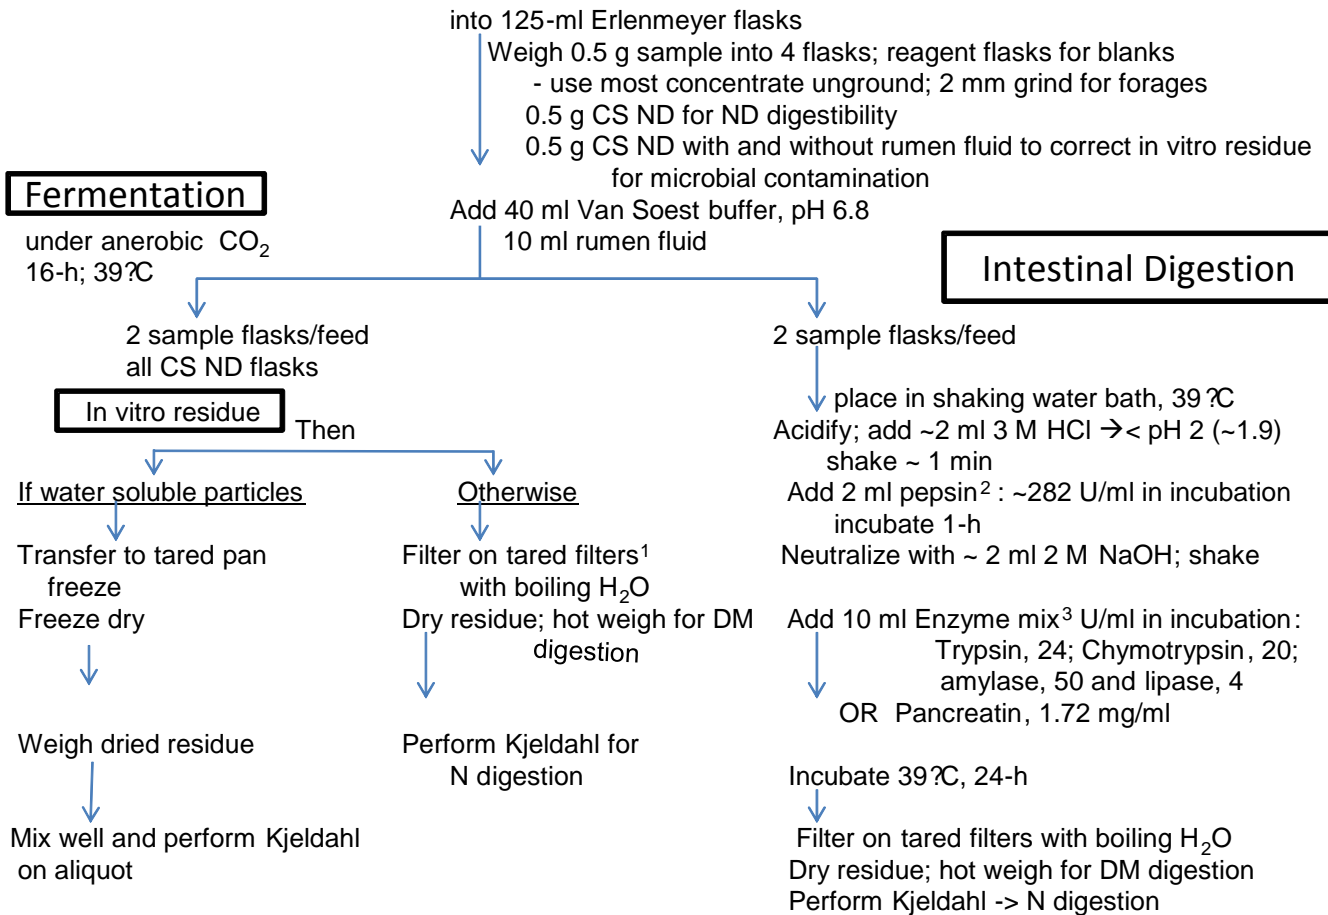 into 125-ml Erlenmeyer flasks
Weigh 0.5 g sample into 4 flasks; reagent flasks for blanks
- use most concentrate unground; 2 mm grind for forages
0.5 g CS ND for ND digestibility
0.5 g CS ND with and without rumen fluid to correct in vitro residue
for microbial contamination
Fermentation
Add 40 ml Van Soest buffer, pH 6.8
10 ml rumen fluid
under anerobic CO₂
16-h; 39?C
Intestinal Digestion
2 sample flasks/feed
all CS ND flasks
In vitro residue
Then
If water soluble particles
Transfer to tared pan
freeze
Freeze dry
Weigh dried residue
Mix well and perform Kjeldahl
on aliquot
Otherwise
Filter on tared filters¹
with boiling H₂O
Dry residue; hot weigh for DM
digestion
Perform Kjeldahl for
N digestion
2 sample flasks/feed
place in shaking water bath, 39?C
Acidify; add ~2 ml 3 M HCl →< pH 2 (~1.9)
shake ~ 1 min
Add 2 ml pepsin² : ~282 U/ml in incubation
incubate 1-h
Neutralize with ~ 2 ml 2 M NaOH; shake
Add 10 ml Enzyme mix³ U/ml in incubation:
Trypsin, 24; Chymotrypsin, 20;
amylase, 50 and lipase, 4
OR Pancreatin, 1.72 mg/ml
Incubate 39?C, 24-h
Filter on tared filters with boiling H₂O
Dry residue; hot weigh for DM digestion
Perform Kjeldahl -> N digestion